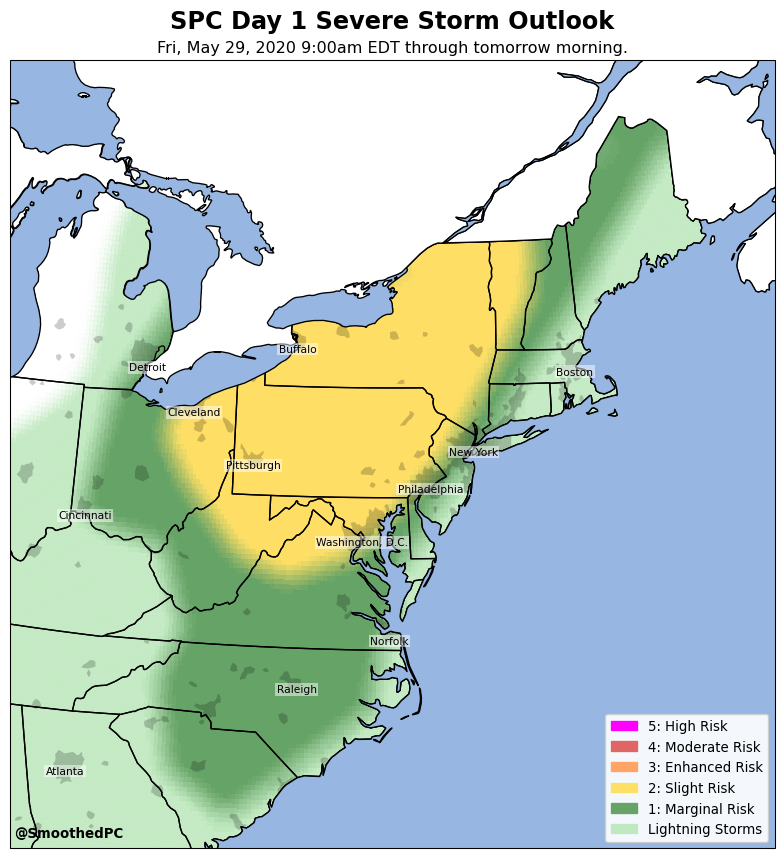 SPC Day 1 Severe Storm Outlook
Fri, May 29, 2020 9:00am EDT through tomorrow morning.
Buffalo
Detroit
Boston
Cleveland
New York
Pittsburgh
Philadelphia
Cincinnati
Washington, D.C.
Norfolk
Raleigh
Atlanta
5: High Risk
4: Moderate Risk
3: Enhanced Risk
2: Slight Risk
1: Marginal Risk
Lightning Storms
@SmoothedPC